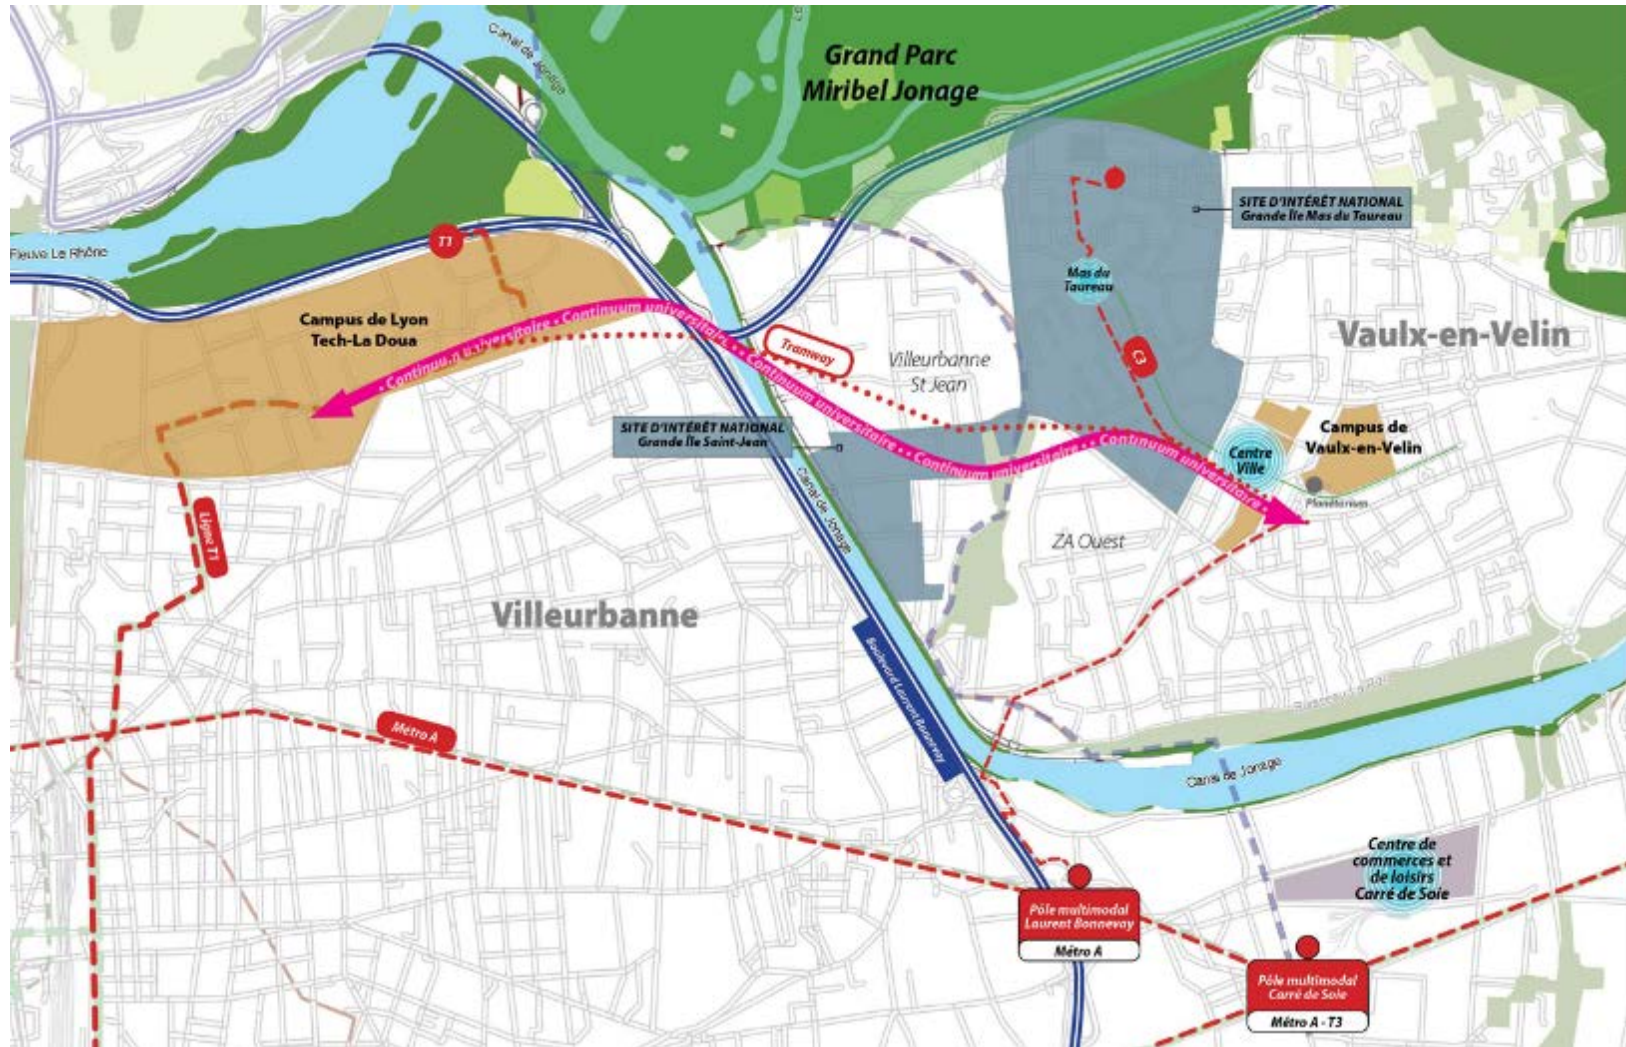 Canal de Jonage
Grand Parc
Miribel Jonage
SITE D'INTÉRÊT NATIONAL
Grande Île Mas du Taureau
Fleuve Le Rhône
T1
Mas du
Taureau
Campus de Lyon
Tech-La Doua
• Continuum universitaire • Continuum universitaire • • Continuum universitaire • • Continuum universitaire • • Continuum universitaire •
Tramway
Villeurbanne
St Jean
C3
Vaulx-en-Velin
SITE D'INTÉRÊT NATIONAL
Grande Île Saint-Jean
Centre
Ville
Campus de
Vaulx-en-Velin
Planétarium
Canal de Jonage
Ligne T1
ZA Ouest
Villeurbanne
Boulevard Laurent Bonnevay
Métro A
Canal de Jonage
Centre de
commerces et
de loisirs
Carré de Soie
Pôle multimodal
Laurent Bonnevay
Métro A
Pôle multimodal
Carré de Soie
Métro A - T3